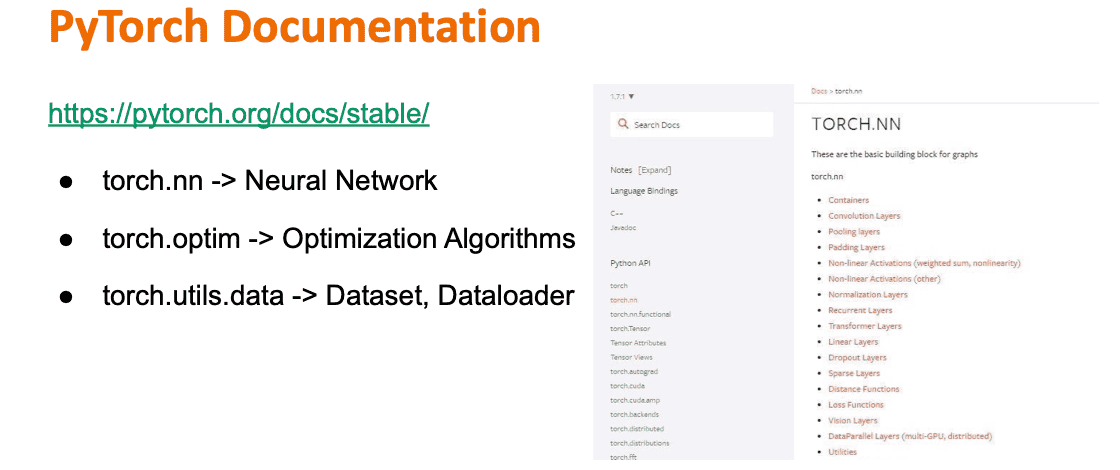 PyTorch Documentation
https://pytorch.org/docs/stable/
● torch.nn -> Neural Network
● torch.optim -> Optimization Algorithms
● torch.utils.data -> Dataset, Dataloader
1.7.1 ▼
Search Docs
Notes [Expand]
Language Bindings
C++
Javadoc
Python API
torch
torch.nn
torch.nn.functional
torch.Tensor
Tensor Attributes
Tensor Views
torch.autograd
torch.cuda
torch.cuda.amp
torch.backends
torch.distributed
torch.distributions
torch.fft
Docs > torch.nn
TORCH.NN
These are the basic building block for graphs
torch.nn
• Containers
• Convolution Layers
• Pooling layers
• Padding Layers
• Non-linear Activations (weighted sum, nonlinearity)
• Non-linear Activations (other)
• Normalization Layers
• Recurrent Layers
• Transformer Layers
• Linear Layers
• Dropout Layers
• Sparse Layers
• Distance Functions
• Loss Functions
• Vision Layers
• DataParallel Layers (multi-GPU, distributed)
• Utilities